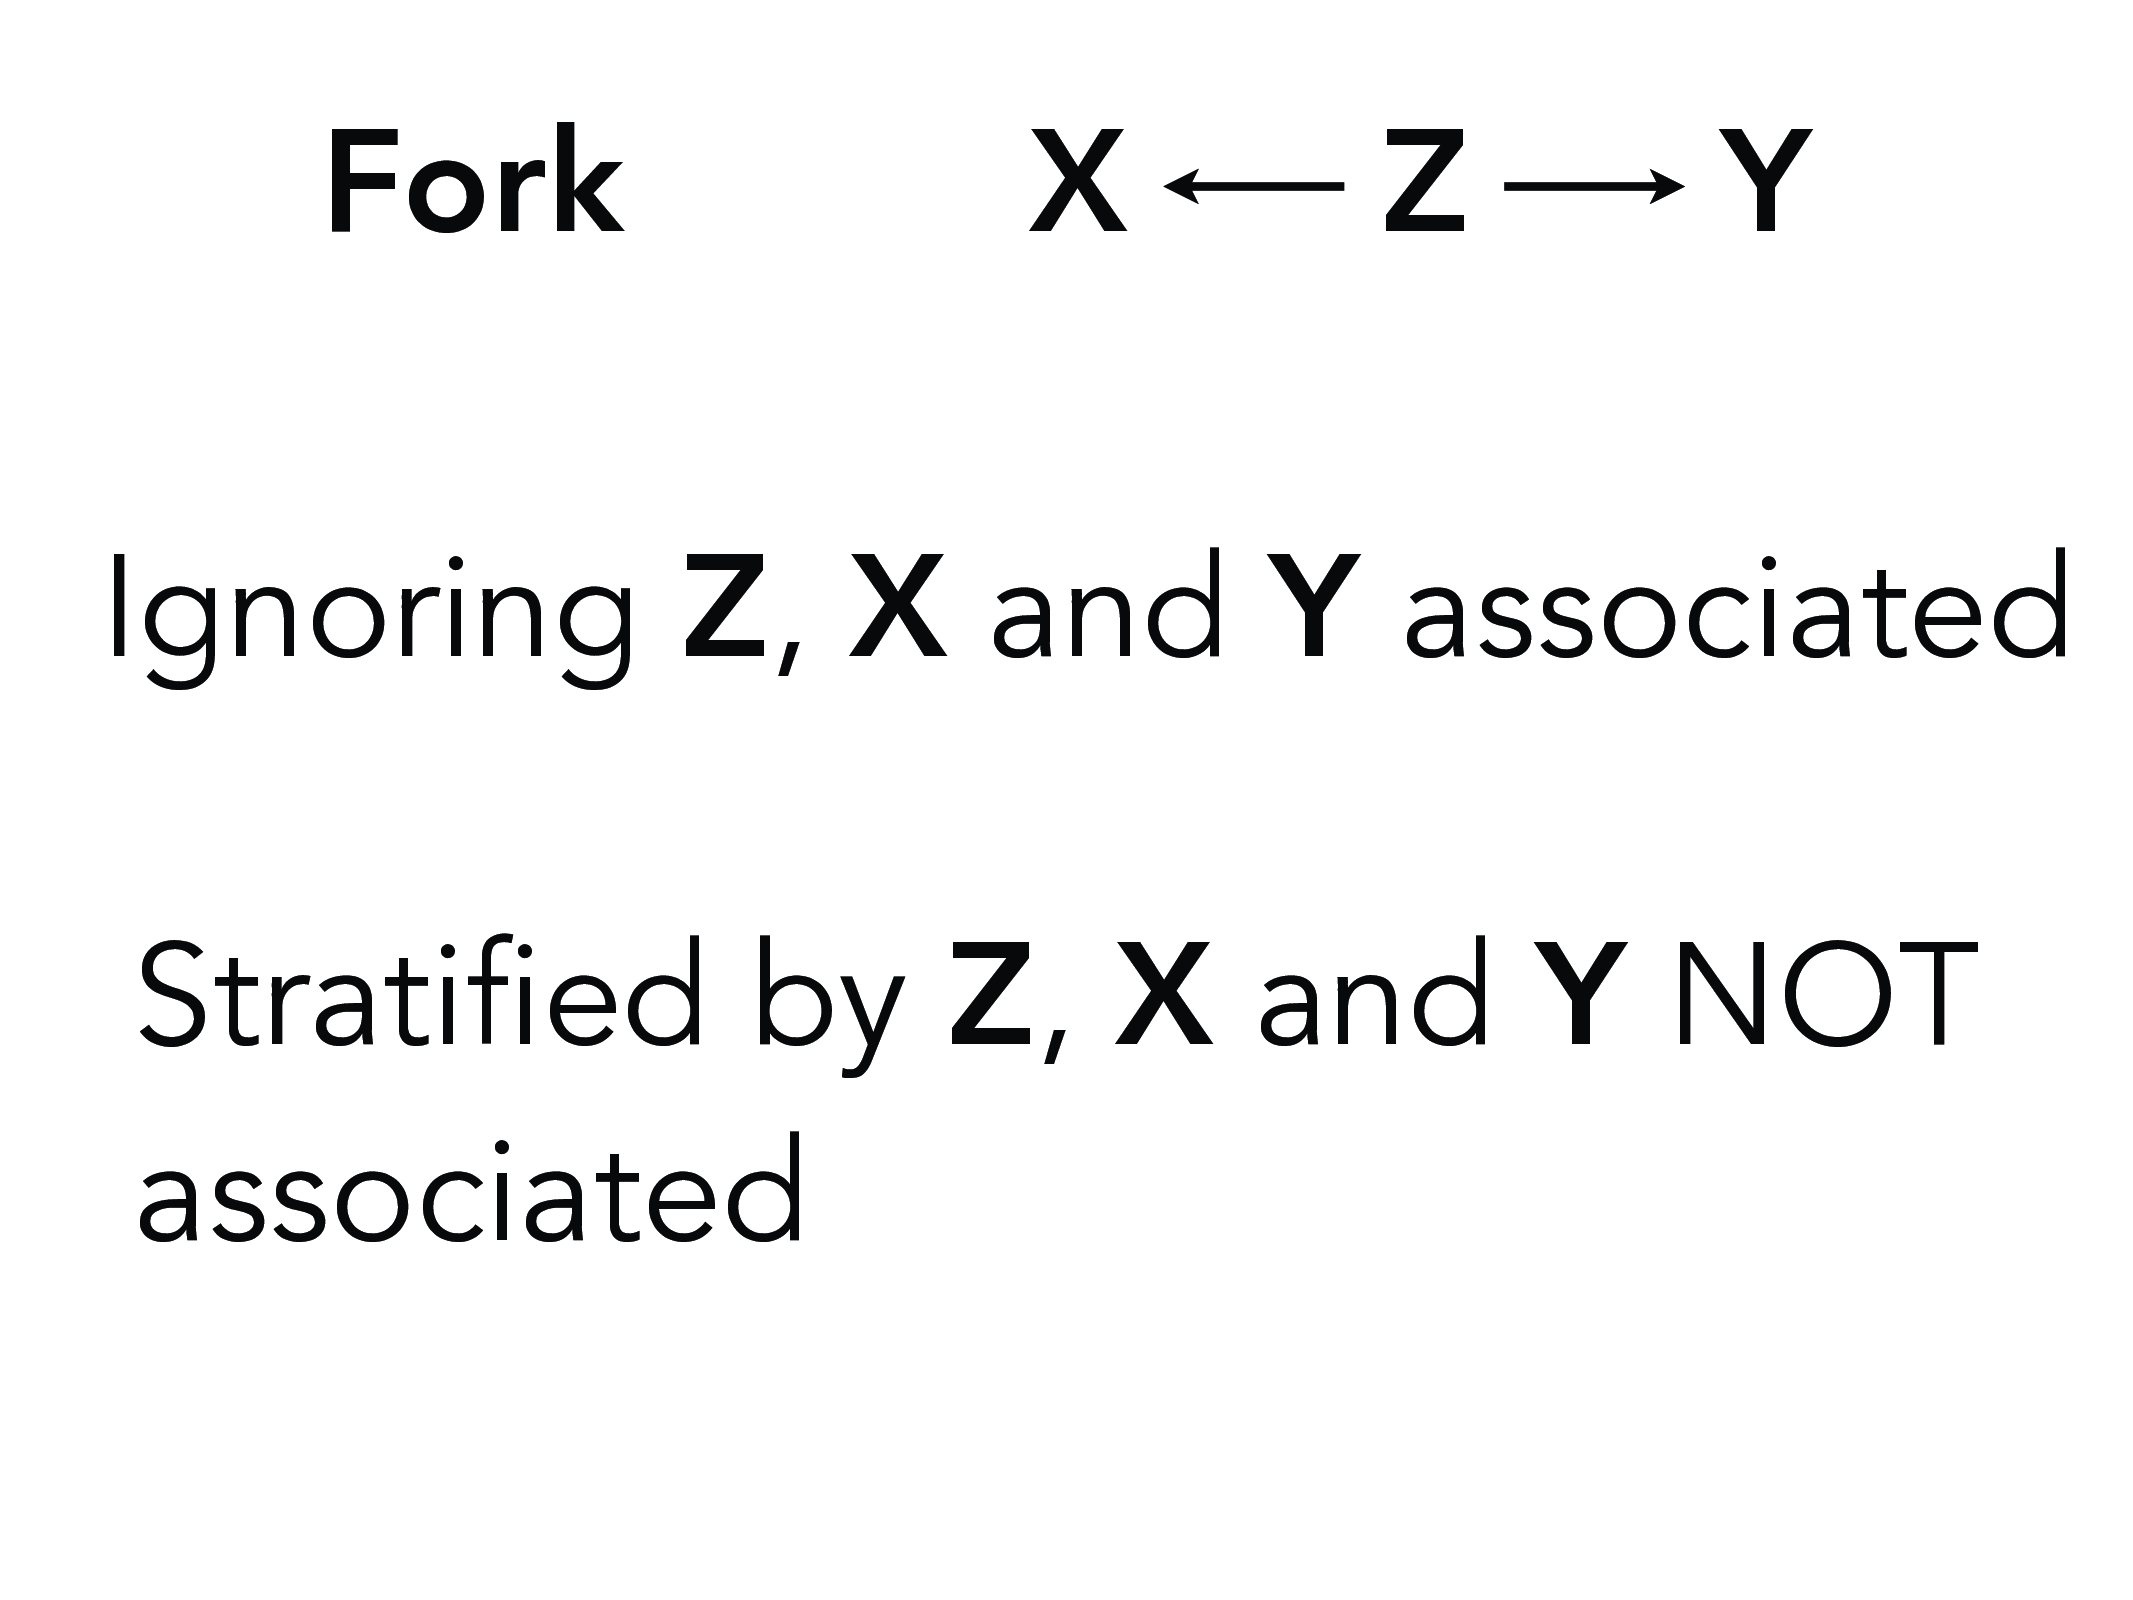 Fork X ← Z → Y
Ignoring Z, X and Y associated
Stratified by Z, X and Y NOT
associated